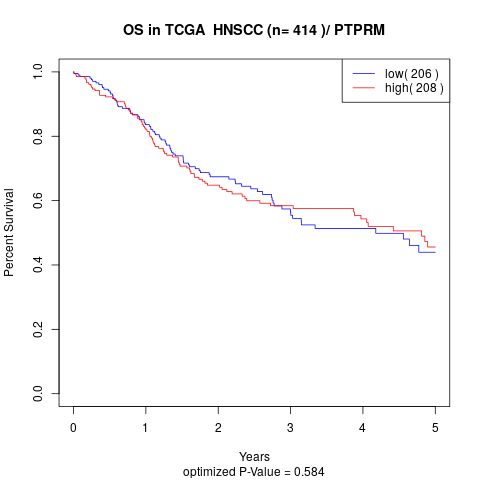 OS in TCGA  HNSCC (n= 414 )/ PTPRM
low( 206 )
high( 208 )
Percent Survival
1.0
0.8
0.6
0.4
0.2
0.0
0 1 2 3 4 5
Years
optimized P-Value = 0.584